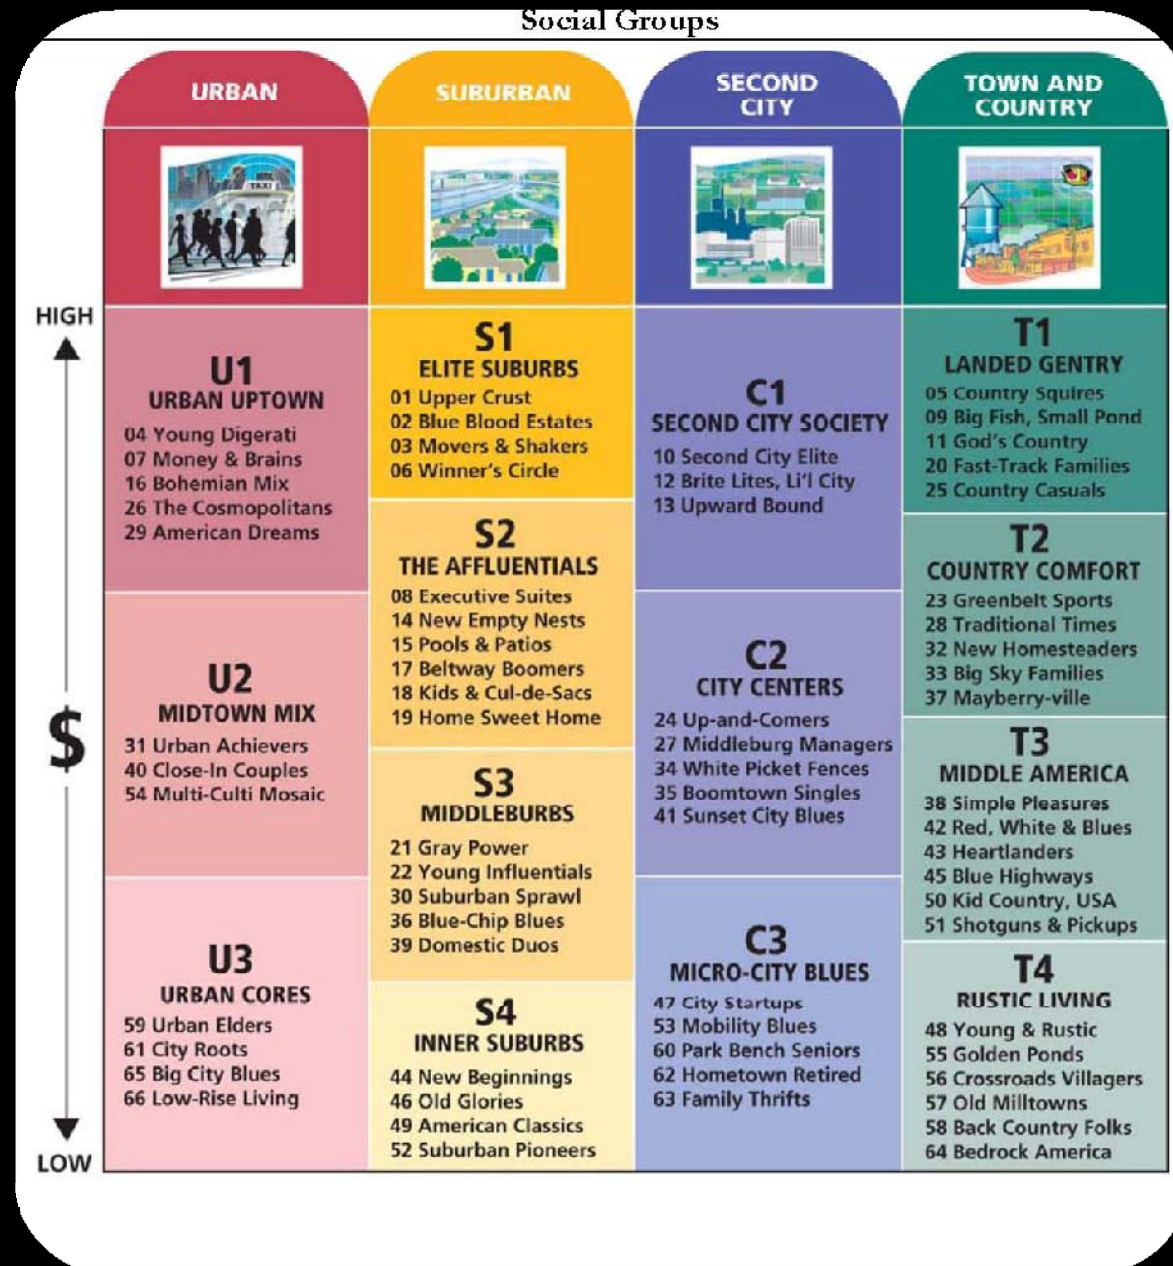 Social Groups
URBAN
SUBURBAN
SECOND
CITY
TOWN AND
COUNTRY
TAXI
HIGH
$
LOW
U1
URBAN UPTOWN
04 Young Digerati
07 Money & Brains
16 Bohemian Mix
26 The Cosmopolitans
29 American Dreams
U2
MIDTOWN MIX
31 Urban Achievers
40 Close-In Couples
54 Multi-Culti Mosaic
U3
URBAN CORES
59 Urban Elders
61 City Roots
65 Big City Blues
66 Low-Rise Living
S1
ELITE SUBURBS
01 Upper Crust
02 Blue Blood Estates
03 Movers & Shakers
06 Winner's Circle
S2
THE AFFLUENTIALS
08 Executive Suites
14 New Empty Nests
15 Pools & Patios
17 Beltway Boomers
18 Kids & Cul-de-Sacs
19 Home Sweet Home
S3
MIDDLEBURBS
21 Gray Power
22 Young Influentials
30 Suburban Sprawl
36 Blue-Chip Blues
39 Domestic Duos
S4
INNER SUBURBS
44 New Beginnings
46 Old Glories
49 American Classics
52 Suburban Pioneers
C1
SECOND CITY SOCIETY
10 Second City Elite
12 Brite Lites, Li'l City
13 Upward Bound
C2
CITY CENTERS
24 Up-and-Comers
27 Middleburg Managers
34 White Picket Fences
35 Boomtown Singles
41 Sunset City Blues
C3
MICRO-CITY BLUES
47 City Startups
53 Mobility Blues
60 Park Bench Seniors
62 Hometown Retired
63 Family Thrifts
T1
LANDED GENTRY
05 Country Squires
09 Big Fish, Small Pond
11 God's Country
20 Fast-Track Families
25 Country Casuals
T2
COUNTRY COMFORT
23 Greenbelt Sports
28 Traditional Times
32 New Homesteaders
33 Big Sky Families
37 Mayberry-ville
T3
MIDDLE AMERICA
38 Simple Pleasures
42 Red, White & Blues
43 Heartlanders
45 Blue Highways
50 Kid Country, USA
51 Shotguns & Pickups
T4
RUSTIC LIVING
48 Young & Rustic
55 Golden Ponds
56 Crossroads Villagers
57 Old Milltowns
58 Back Country Folks
64 Bedrock America